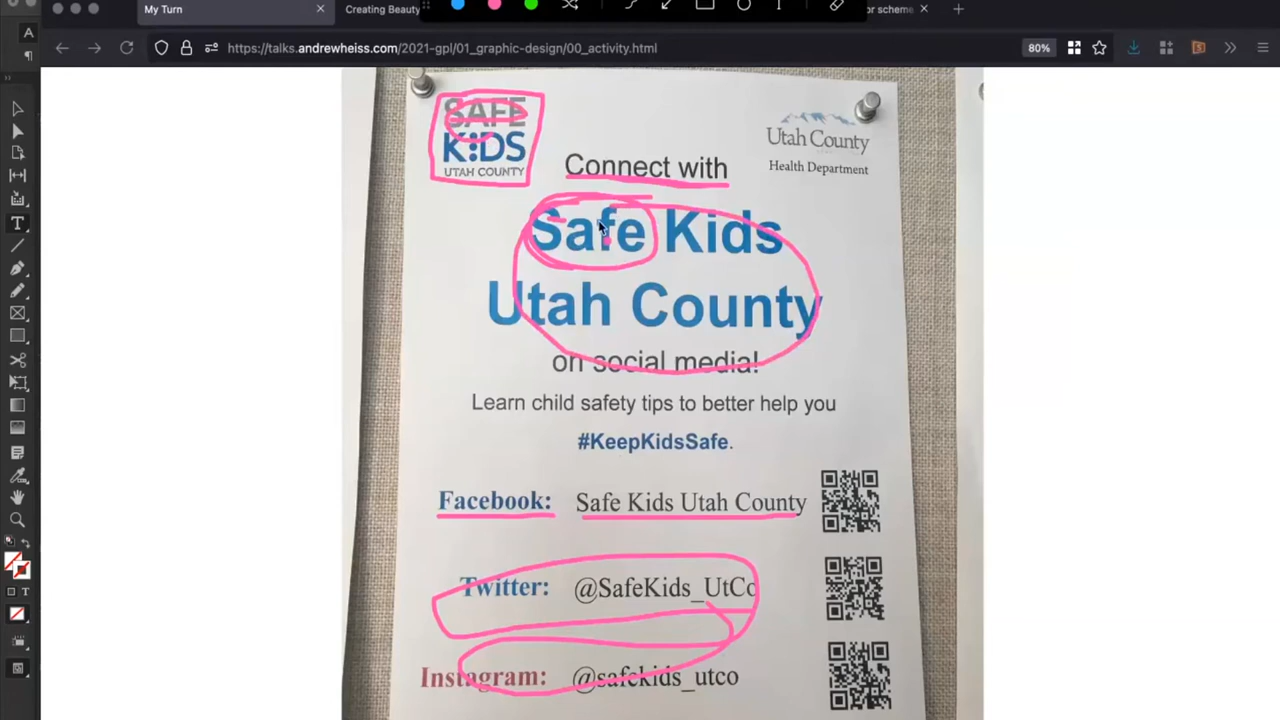 My Turn
Creating Beauty
or scheme
https://talks.andrewheiss.com/2021-gpl/01_graphic-design/00_activity.html
80%
SAFE
KiDS
UTAH COUNTY
Utah County
Health Department
Connect with
Safe Kids
Utah County
on social media!
Learn child safety tips to better help you
#KeepKidsSafe.
Facebook: Safe Kids Utah County
Twitter: @SafeKids_UtCo
Instagram: @safekids_utco